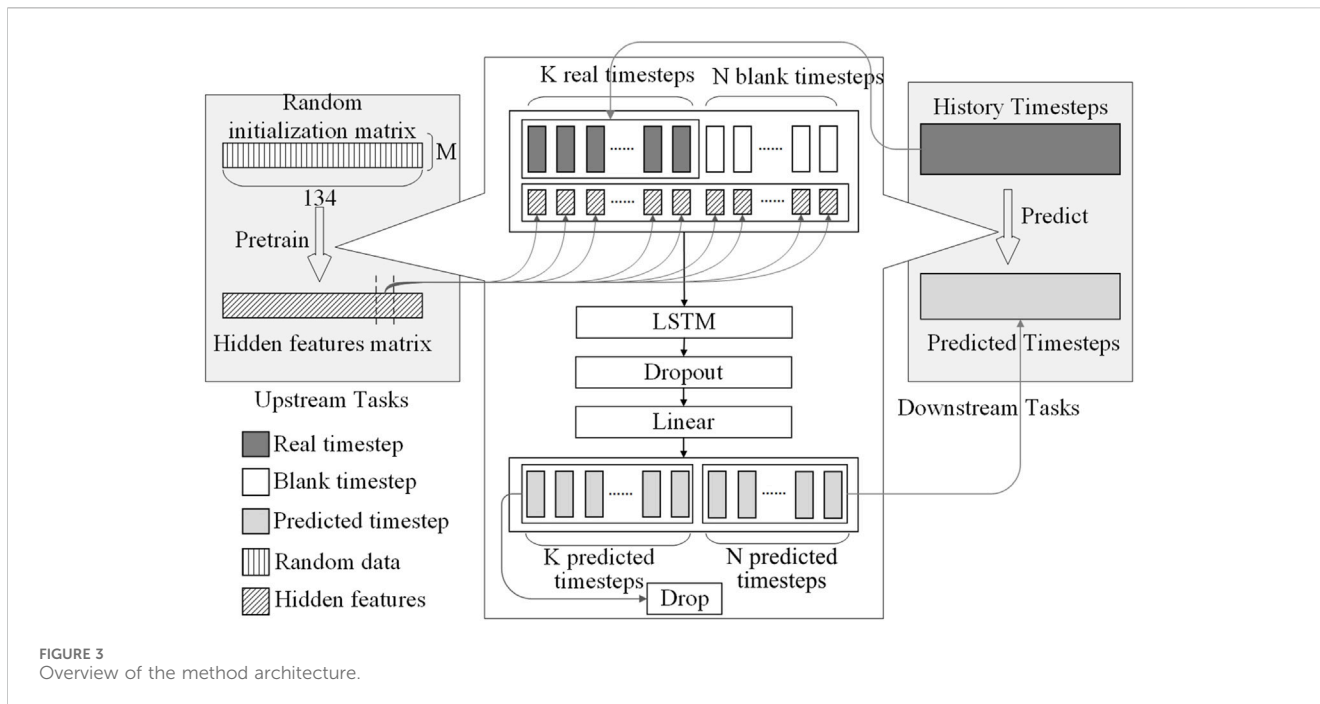 Random
initialization matrix
M
134
Pretrain
Hidden features matrix
Upstream Tasks
Real timestep
Blank timestep
Predicted timestep
Random data
Hidden features
K real timesteps
N blank timesteps
......
......
......
......
LSTM
Dropout
Linear
......
......
K predicted
timesteps
N predicted
timesteps
Drop
History Timesteps
Predict
Predicted Timesteps
Downstream Tasks
FIGURE 3
Overview of the method architecture.